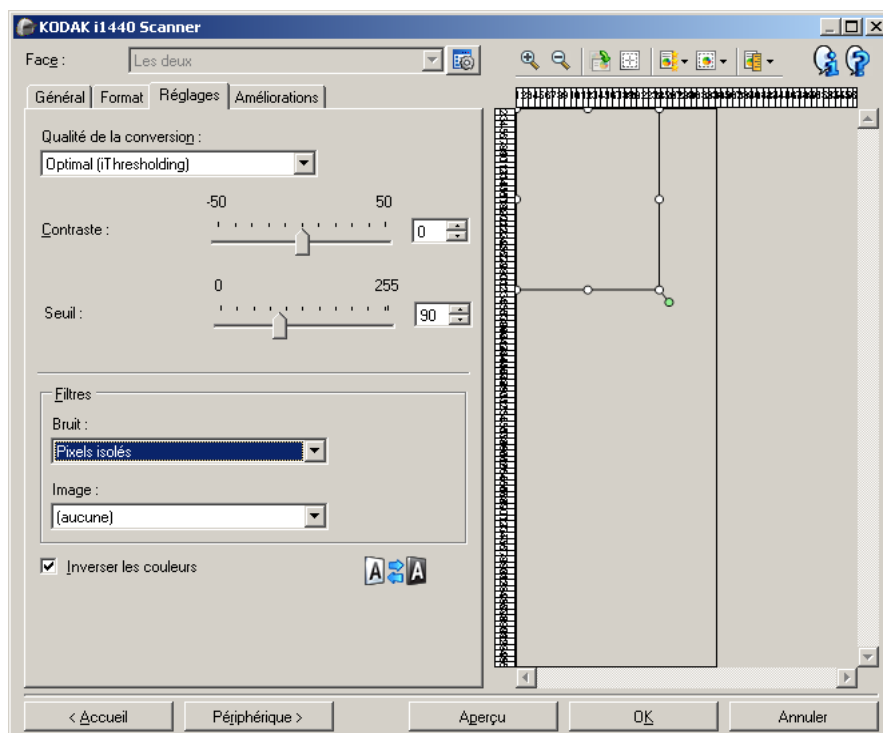 KODAK i1440 Scanner
Face :
Les deux
Général
Format
Réglages
Améliorations
Qualité de la conversion :
Optimal (iThresholding)
-50 50
Contraste :
0
0 255
Seuil :
90
Filtres
Bruit :
Pixels isolés
Image :
(aucune)
Inverser les couleurs
A A
< Accueil
Périphérique >
Aperçu
OK
Annuler